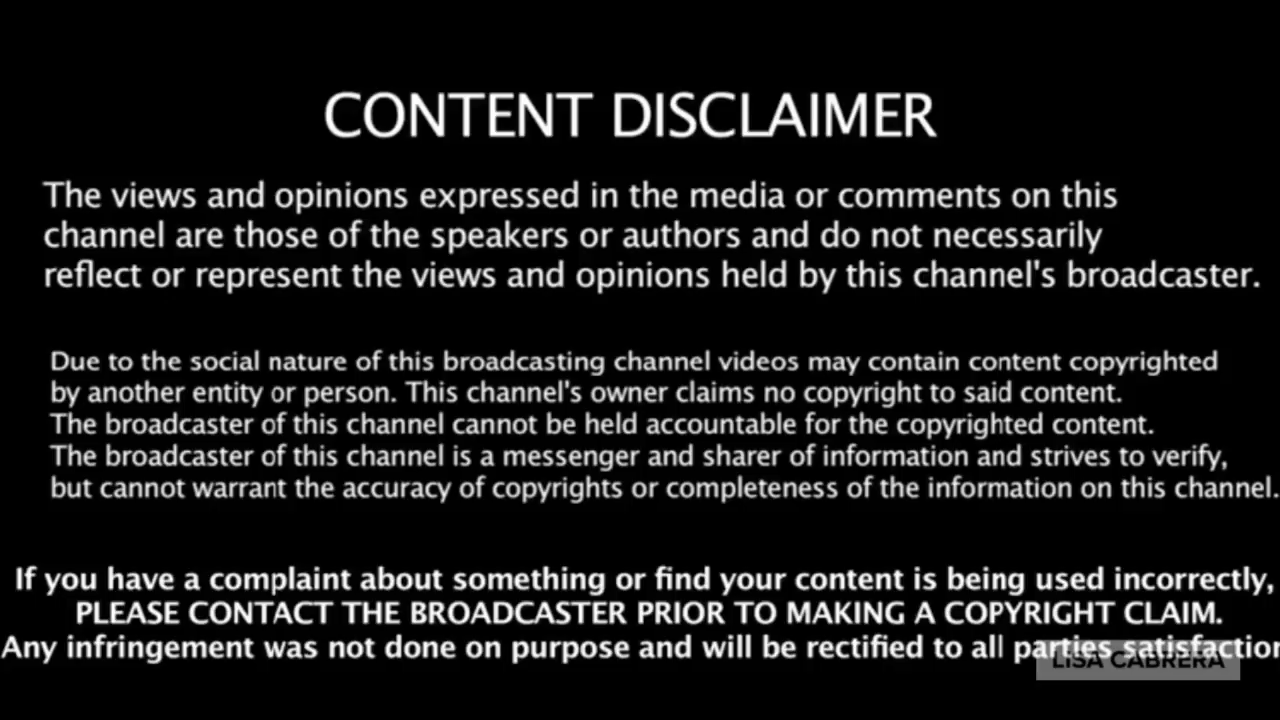 CONTENT DISCLAIMER
The views and opinions expressed in the media or comments on this
channel are those of the speakers or authors and do not necessarily
reflect or represent the views and opinions held by this channel's broadcaster.
Due to the social nature of this broadcasting channel videos may contain content copyrighted
by another entity or person. This channel's owner claims no copyright to said content.
The broadcaster of this channel cannot be held accountable for the copyrighted content.
The broadcaster of this channel is a messenger and sharer of information and strives to verify,
but cannot warrant the accuracy of copyrights or completeness of the information on this channel.
If you have a complaint about something or find your content is being used incorrectly,
PLEASE CONTACT THE BROADCASTER PRIOR TO MAKING A COPYRIGHT CLAIM.
Any infringement was not done on purpose and will be rectified to all parties satisfaction
LISA CABRERA